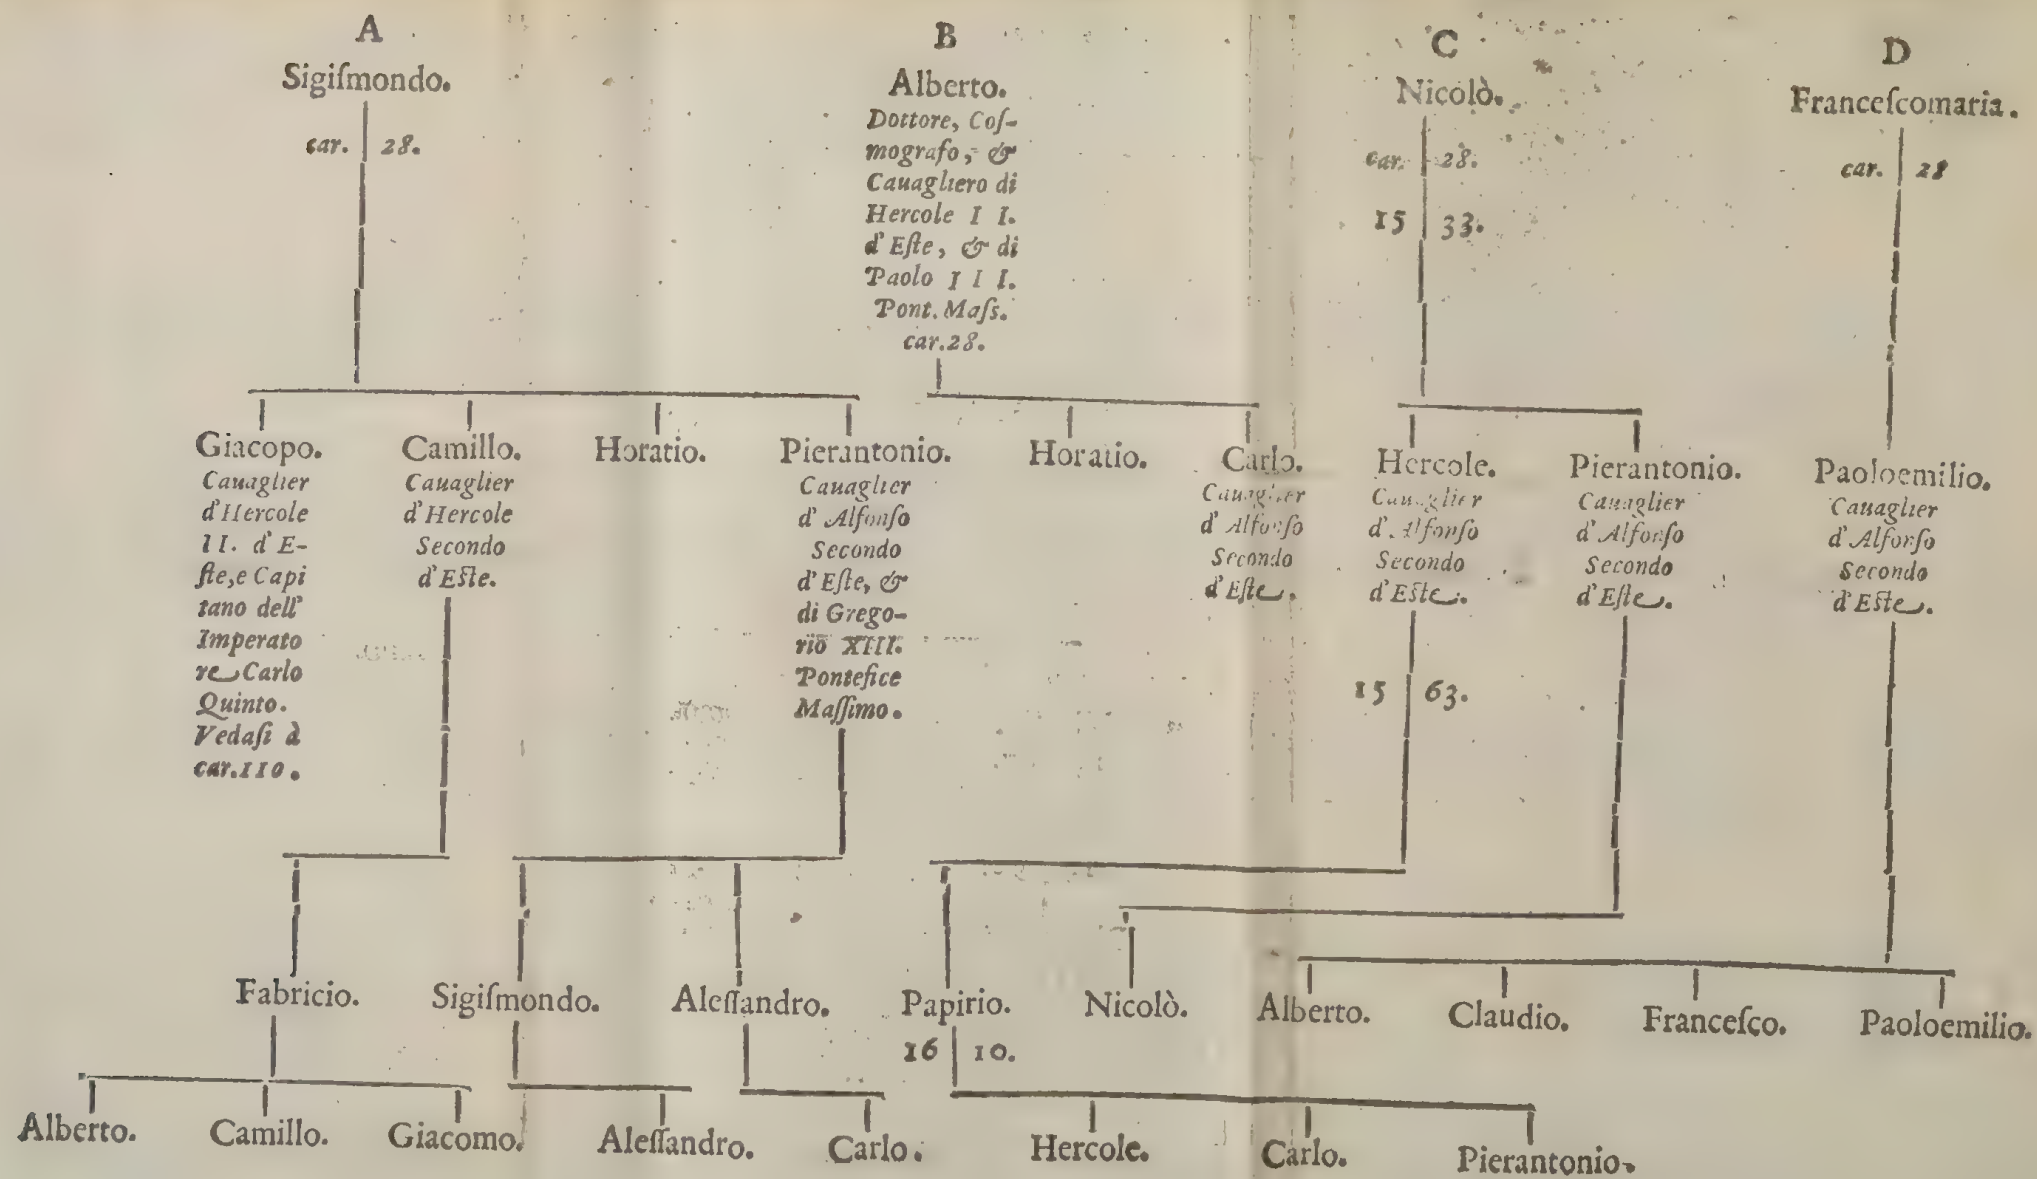 A
Sigiſmondo.
car. 28.
B
Alberto.
Dottore, Coſ-
mografo, &
Cauagliero di
Hercole I I.
d'Eſte, & di
Paolo I I I.
Pont. Maſs.
car.28.
C
Nicolò.
car. 28.
15 33.
D
Franceſcomaria.
car. 28
Giacopo.
Cauaglier
d'Hercole
II. d'E-
ſte,e Capi
tano dell'
Imperato
re Carlo
Quinto.
Vedaſi à
car.110.
Camillo.
Cauaglier
d'Hercole
Secondo
d'Eſte.
Horatio.
Pierantonio.
Cauaglier
d'Alfonſo
Secondo
d'Eſte, &
di Grego-
rio XIII.
Pontefice
Maſſimo.
Horatio.
Carlo.
Cauaglier
d'Alfonſo
Secondo
d'Eſte.
Hercole.
Cauaglier
d'Alfonſo
Secondo
d'Eſte.
15 63.
Pierantonio.
Cauaglier
d'Alfonſo
Secondo
d'Eſte.
Paoloemilio.
Cauaglier
d'Alfonſo
Secondo
d'Eſte.
Fabricio.
Sigiſmondo.
Aleſſandro.
Papirio.
16 10.
Nicolò.
Alberto.
Claudio.
Franceſco.
Paoloemilio.
Alberto.
Camillo.
Giacomo.
Aleſſandro.
Carlo.
Hercole.
Carlo.
Pierantonio.